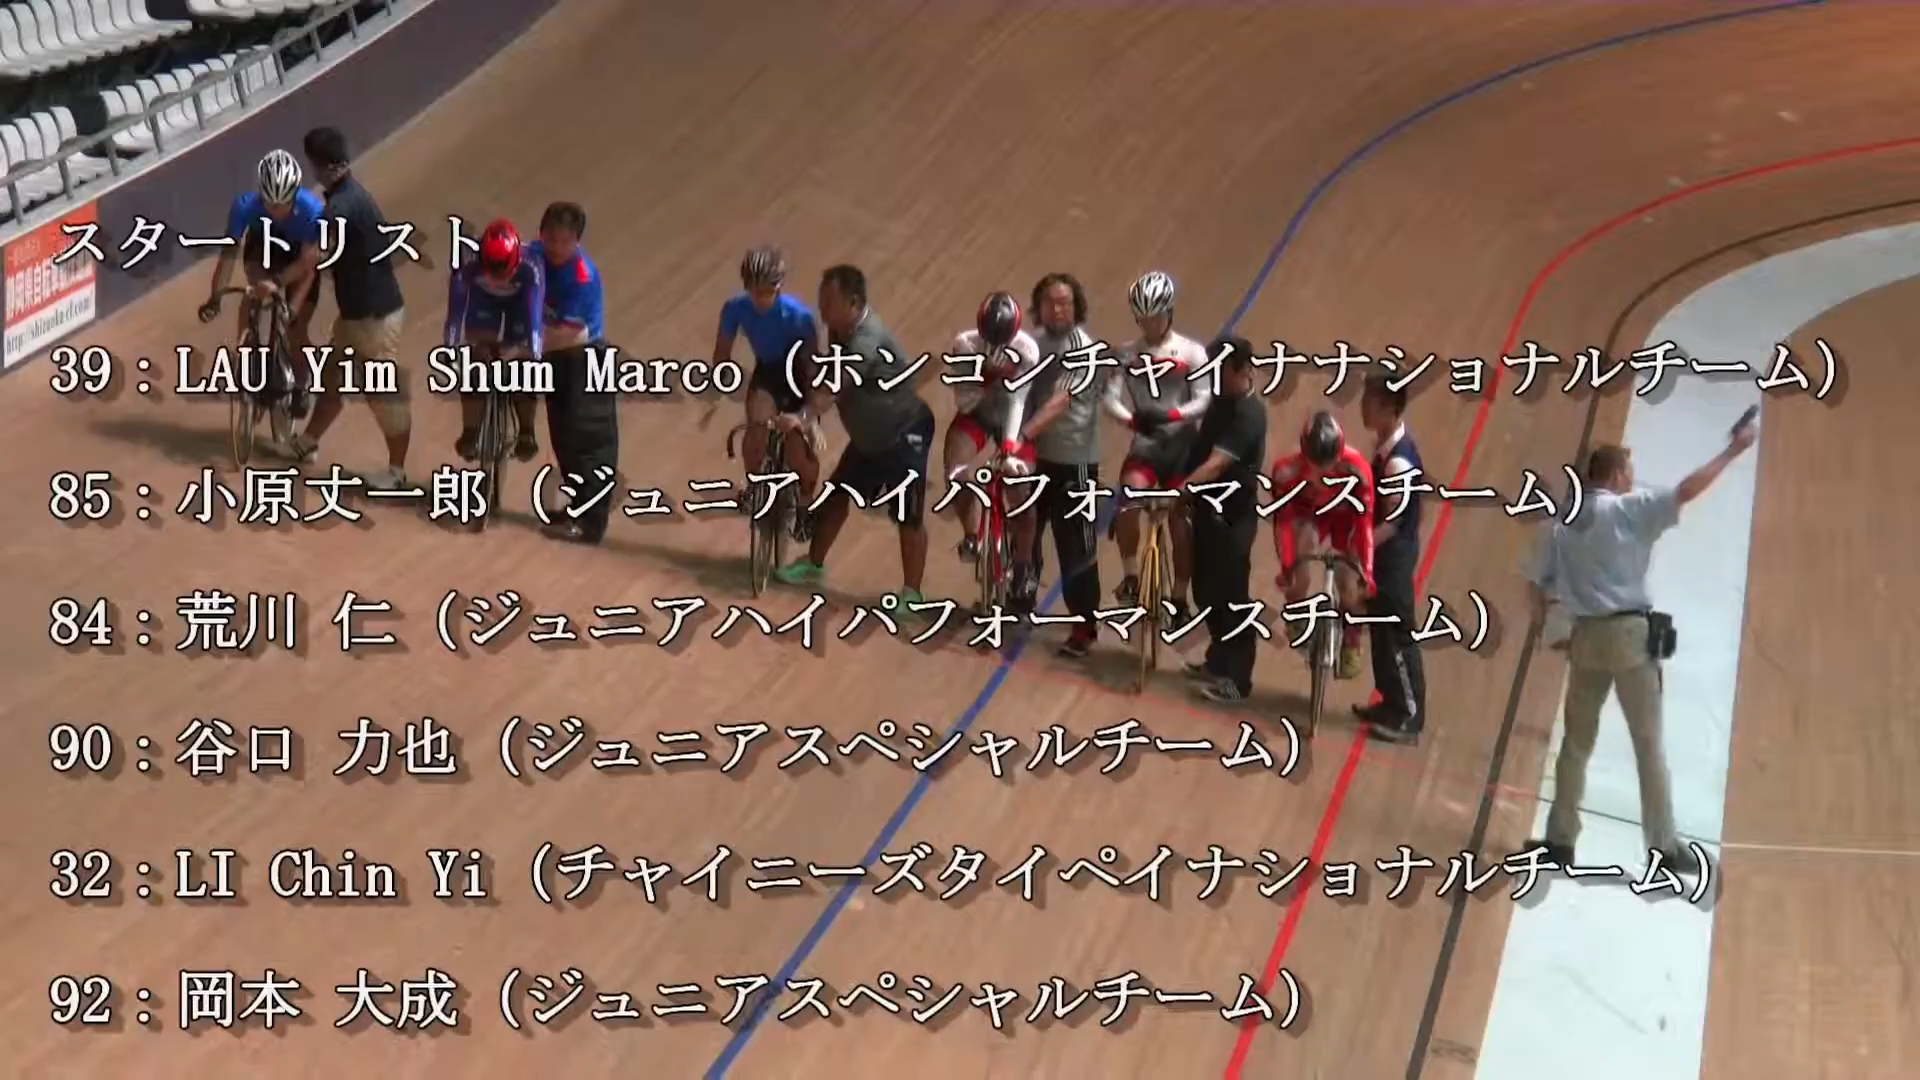 スタートリスト
39：LAU Yim Shum Marco (ホンコンチャイナナショナルチーム)
85：小原丈一郎 (ジュニアハイパフォーマンスチーム)
84：荒川 仁 (ジュニアハイパフォーマンスチーム)
90：谷口 力也 (ジュニアスペシャルチーム)
32：LI Chin Yi (チャイニーズタイペイナショナルチーム)
92：岡本 大成 (ジュニアスペシャルチーム)
http://shizuoka-cf.com/